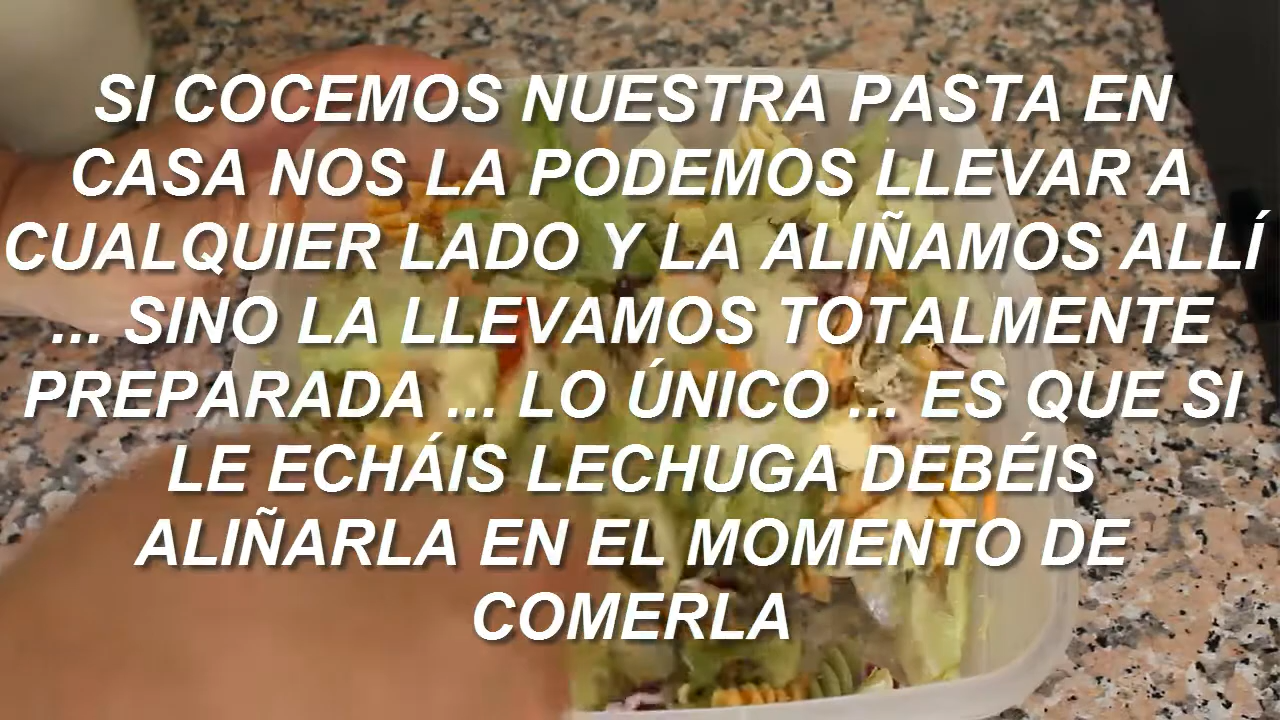 SI COCEMOS NUESTRA PASTA EN
CASA NOS LA PODEMOS LLEVAR A
CUALQUIER LADO Y LA ALIÑAMOS ALLÍ
... SINO LA LLEVAMOS TOTALMENTE
PREPARADA ... LO ÚNICO ... ES QUE SI
LE ECHÁIS LECHUGA DEBÉIS
ALIÑARLA EN EL MOMENTO DE
COMERLA